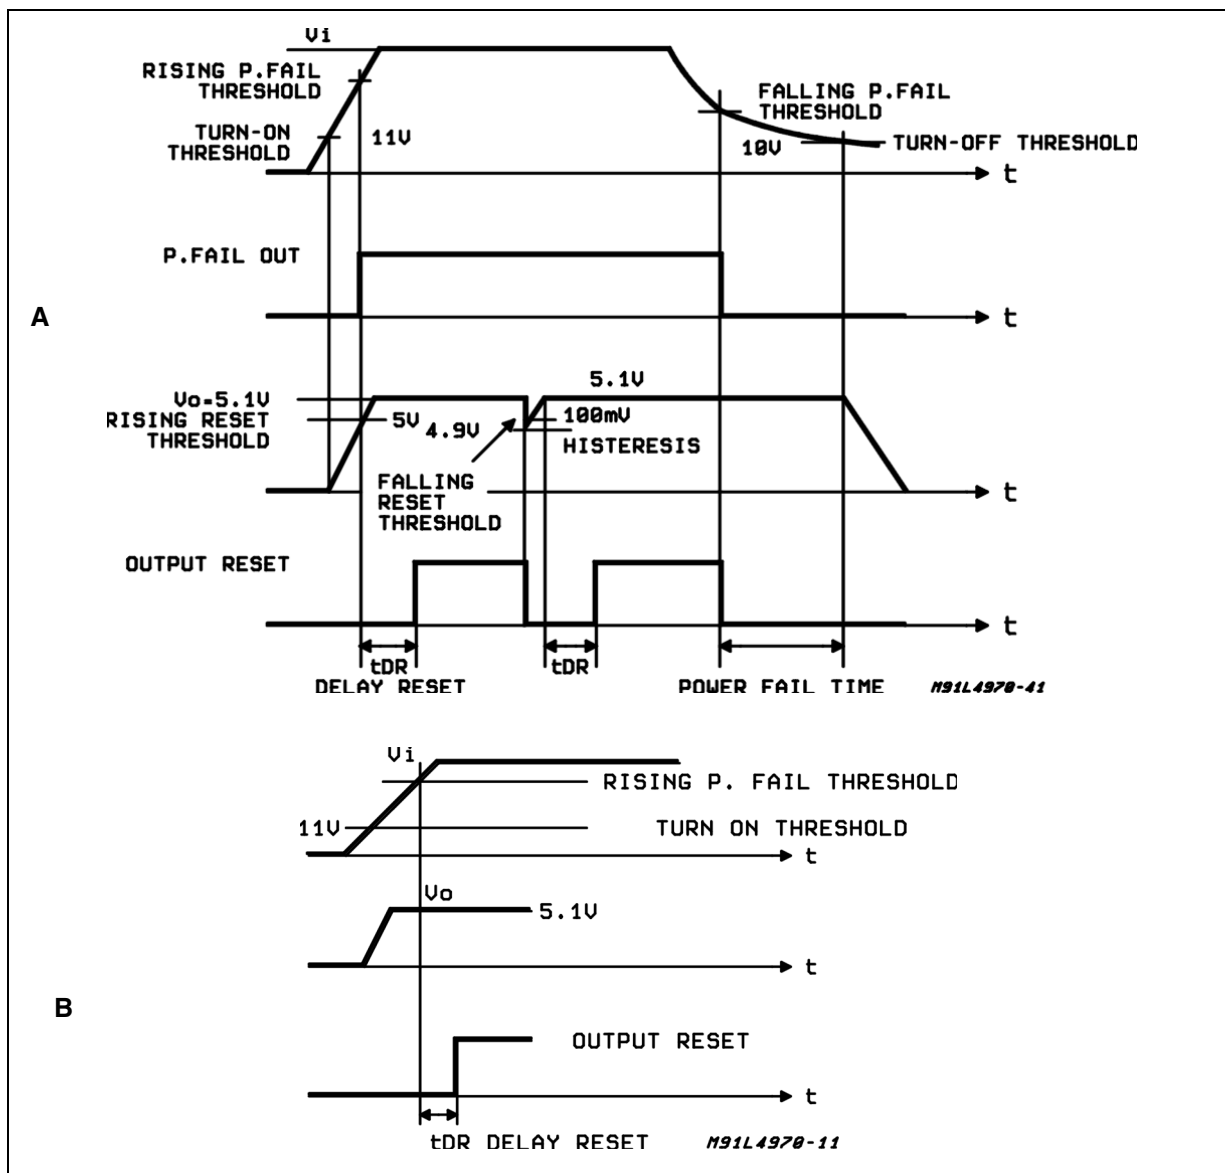 Vi
RISING P.FAIL
THRESHOLD
FALLING P.FAIL
THRESHOLD
TURN-ON
THRESHOLD
11V
10V
TURN-OFF THRESHOLD
t
P.FAIL OUT
A
t
Vo=5.1V
5.1V
RISING RESET
THRESHOLD
5V
4.9V
100mV
HISTERESIS
FALLING
RESET
THRESHOLD
t
OUTPUT RESET
t
tDR
tDR
DELAY RESET
POWER FAIL TIME
M91L4970-41
Vi
RISING P. FAIL THRESHOLD
11V
TURN ON THRESHOLD
t
Vo
5.1V
t
B
OUTPUT RESET
t
tDR DELAY RESET
M91L4970-11